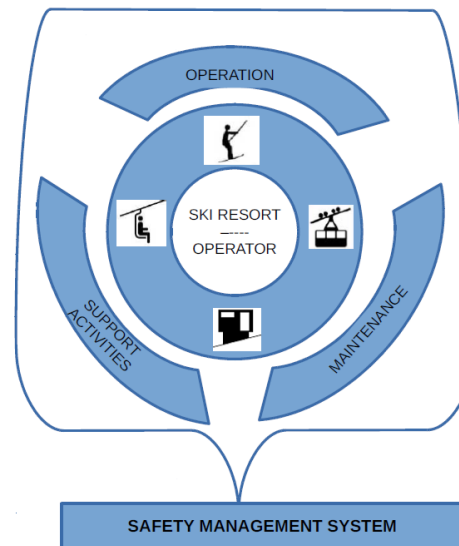 OPERATION
SKI RESORT
-----
OPERATOR
SUPPORT
ACTIVITIES
MAINTENANCE
SAFETY MANAGEMENT SYSTEM